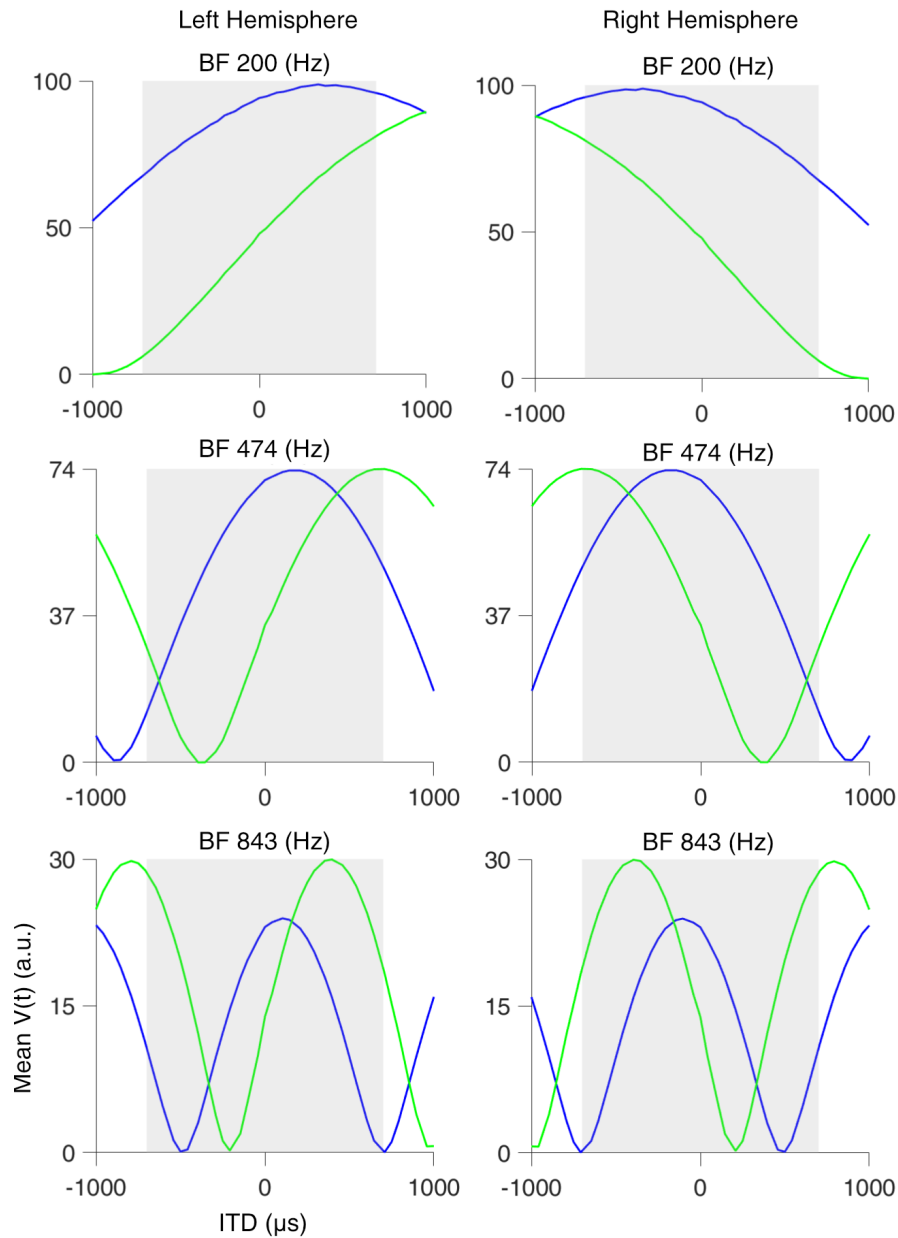 Left Hemisphere
Right Hemisphere
BF 200 (Hz)
BF 200 (Hz)
100
50
0
-1000 0 1000
100
50
0
-1000 0 1000
BF 474 (Hz)
BF 474 (Hz)
74
37
0
-1000 0 1000
74
37
0
-1000 0 1000
BF 843 (Hz)
BF 843 (Hz)
30
15
0
-1000 0 1000
30
15
0
-1000 0 1000
Mean V(t) (a.u.)
ITD (µs)